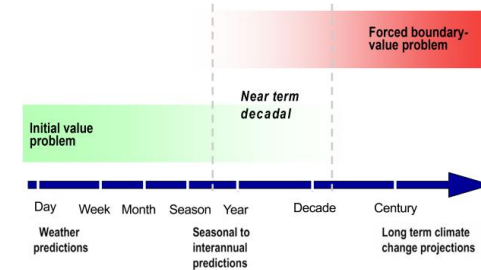 Forced boundary-
value problem
Near term
decadal
Initial value
problem
Day Week Month Season Year Decade Century
Weather
predictions
Seasonal to
interannual
predictions
Long term climate
change projections